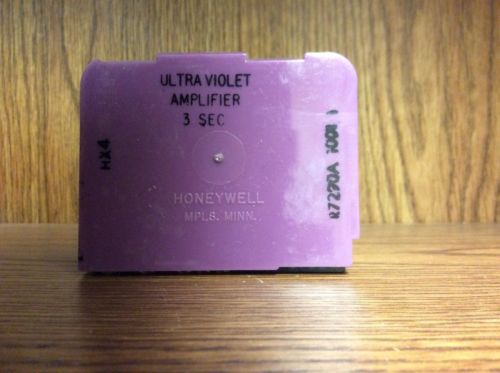 ULTRA VIOLET
AMPLIFIER
3 SEC
HX4
HONEYWELL
MPLS. MINN.
R7290A